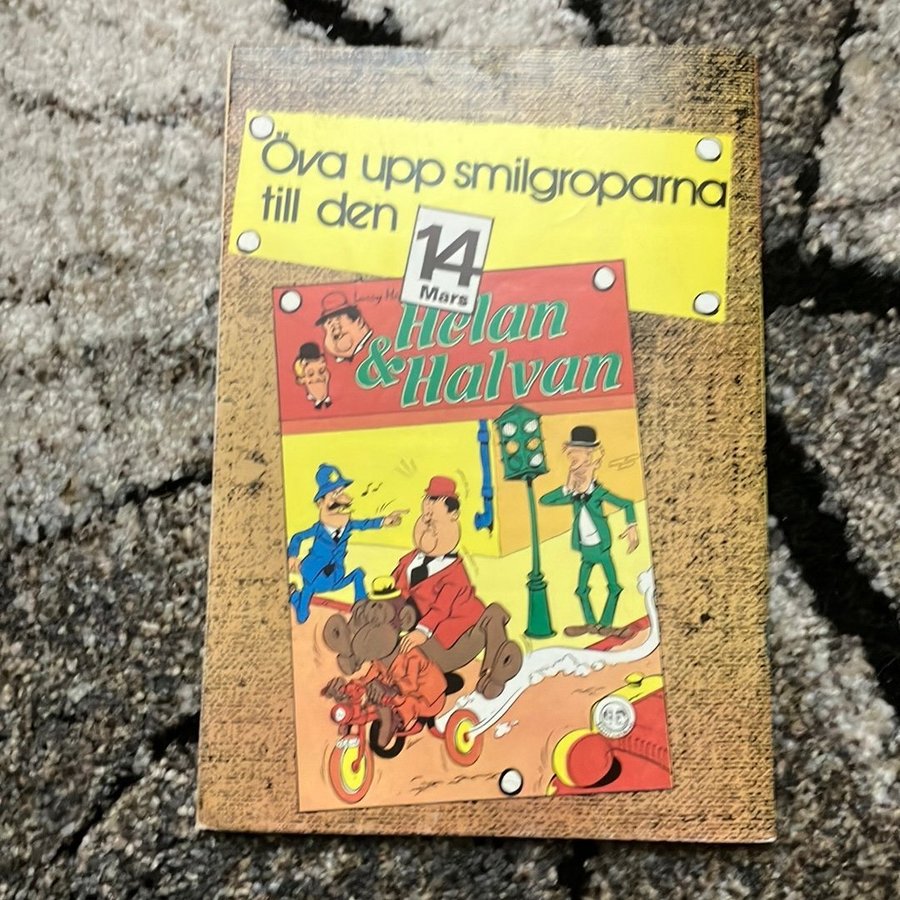 Öva upp smilgroparna
till den
14
Mars
Helan
& Halvan